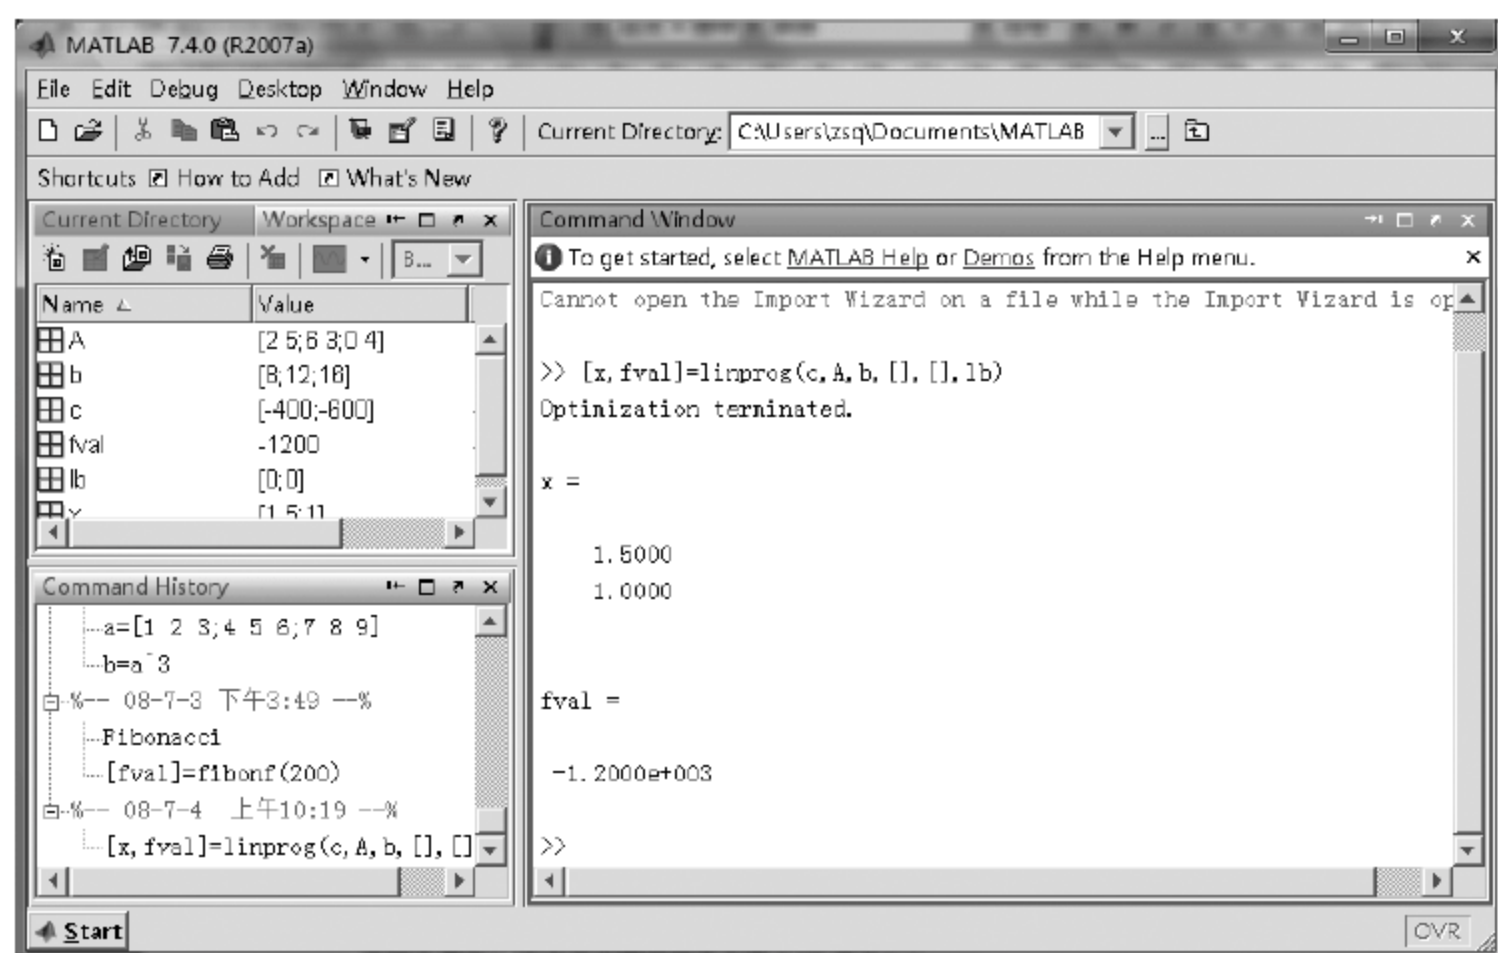 MATLAB 7.4.0 (R2007a)
File Edit Debug Desktop Window Help
Current Directory: C:\Users\zsq\Documents\MATLAB
Shortcuts How to Add What's New
Current Directory Workspace
B...
Name Value
A [2 5;6 3;0 4]
b [8;12;16]
c [-400;-600]
fval -1200
lb [0;0]
x [1.5;1]
Command History
a=[1 2 3;4 5 6;7 8 9]
b=a^3
%-- 08-7-3 下午3:49 --%
Fibonacci
[fval]=fibonf(200)
%-- 08-7-4 上午10:19 --%
[x,fval]=linprog(c,A,b,[],[]
Command Window
To get started, select MATLAB Help or Demos from the Help menu.
Cannot open the Import Wizard on a file while the Import Wizard is op
>> [x,fval]=linprog(c,A,b,[],[],lb)
Optimization terminated.
x =
1.5000
1.0000
fval =
-1.2000e+003
>>
Start
OVR